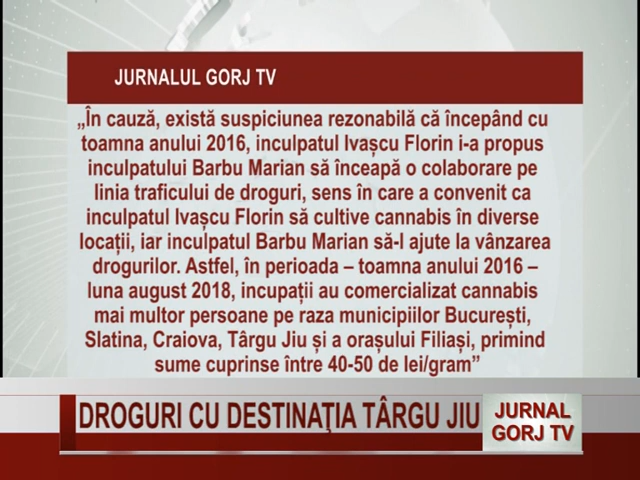 JURNALUL GORJ TV
„În cauză, există suspiciunea rezonabilă că începând cu
toamna anului 2016, inculpatul Ivașcu Florin i-a propus
inculpatului Barbu Marian să înceapă o colaborare pe
linia traficului de droguri, sens în care a convenit ca
inculpatul Ivașcu Florin să cultive cannabis în diverse
locații, iar inculpatul Barbu Marian să-l ajute la vânzarea
drogurilor. Astfel, în perioada – toamna anului 2016 –
luna august 2018, incupații au comercializat cannabis
mai multor persoane pe raza municipiilor București,
Slatina, Craiova, Târgu Jiu și a orașului Filiași, primind
sume cuprinse între 40-50 de lei/gram”
DROGURI CU DESTINAŢIA TÂRGU JIU
JURNAL
GORJ TV